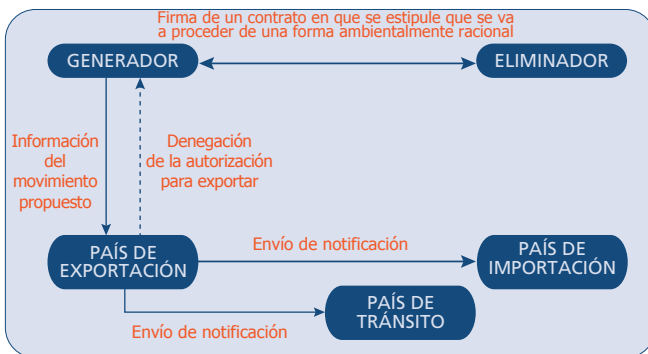 Firma de un contrato en que se estipule que se va
a proceder de una forma ambientalmente racional
GENERADOR
ELIMINADOR
Información
del
movimiento
propuesto
Denegación
de la autorización
para exportar
PAÍS DE
EXPORTACIÓN
Envío de notificación
PAÍS DE
IMPORTACIÓN
Envío de notificación
PAÍS DE
TRÁNSITO